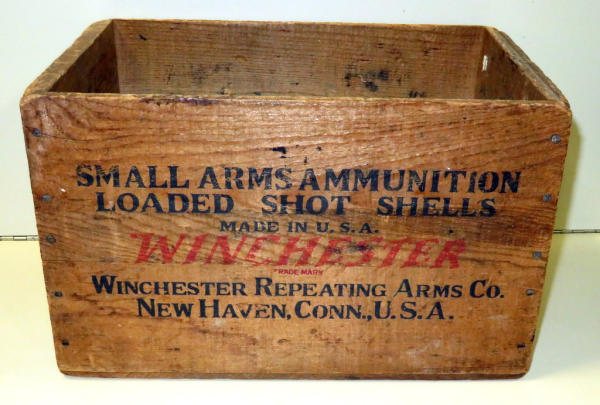 SMALL ARMS AMMUNITION
LOADED SHOT SHELLS
MADE IN U.S.A.
WINCHESTER
TRADE MARK
WINCHESTER REPEATING ARMS CO.
NEW HAVEN, CONN., U.S.A.